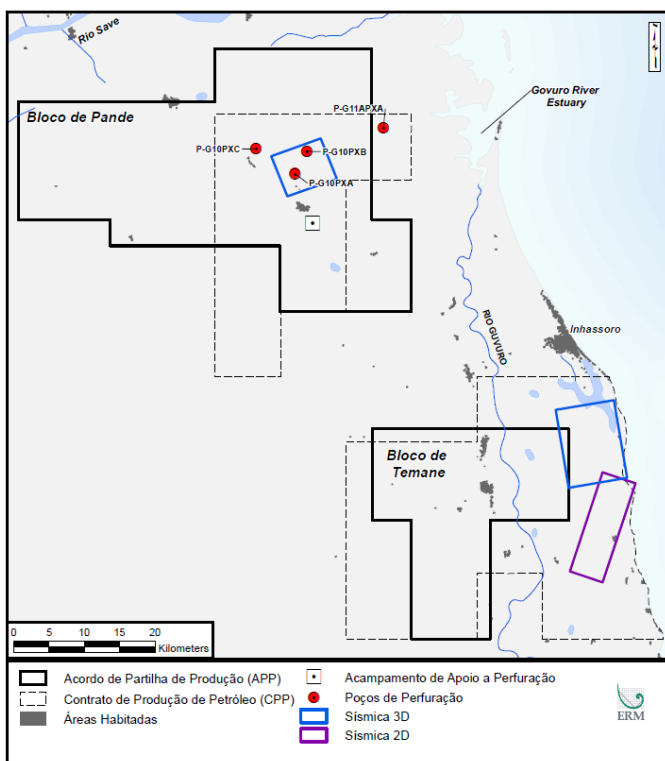 Rio Save
Govuro River
Estuary
P-G11APXA
Bloco de Pande
P-G10PXC
P-G10PXB
P-G10PXA
RIO GUVURO
Inhassoro
Bloco de
Temane
0 5 10 15 20
Kilometers
Acordo de Partilha de Produção (APP)
Contrato de Produção de Petróleo (CPP)
Áreas Habitadas
Acampamento de Apoio a Perfuração
Poços de Perfuração
Sísmica 3D
Sísmica 2D
ERM